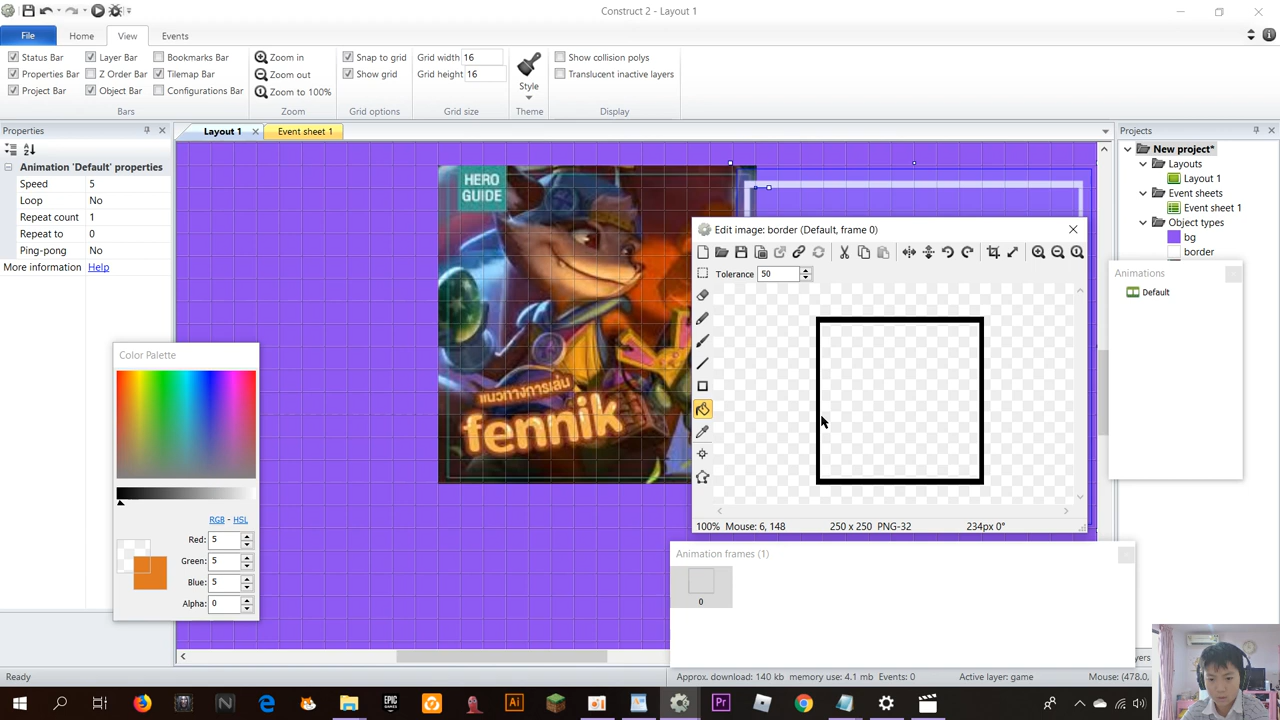 Construct 2 - Layout 1
File Home View Events
Status Bar Layer Bar Bookmarks Bar
Properties Bar Z Order Bar Tilemap Bar
Project Bar Object Bar Configurations Bar
Bars
Zoom in
Zoom out
Zoom to 100%
Zoom
Snap to grid
Show grid
Grid options
Grid width 16
Grid height 16
Grid size
Style
Theme
Show collision polys
Translucent inactive layers
Display
Properties
Layout 1 Event sheet 1
Projects
Animation 'Default' properties
Speed 5
Loop No
Repeat count 1
Repeat to 0
Ping-pong No
More information Help
HERO
GUIDE
แนวทางการเล่น
fennik
New project*
Layouts
Layout 1
Event sheets
Event sheet 1
Object types
bg
border
Edit image: border (Default, frame 0)
Tolerance 50
100% Mouse: 6, 148 250 x 250 PNG-32 234px 0°
Animations
Default
Color Palette
RGB - HSL
Red: 5
Green: 5
Blue: 5
Alpha: 0
Animation frames (1)
0
Ready
Approx. download: 140 kb memory use: 4.1 mb Events: 0 Active layer: game Mouse: (478.0,
EPIC
GAMES
Ai
Pr